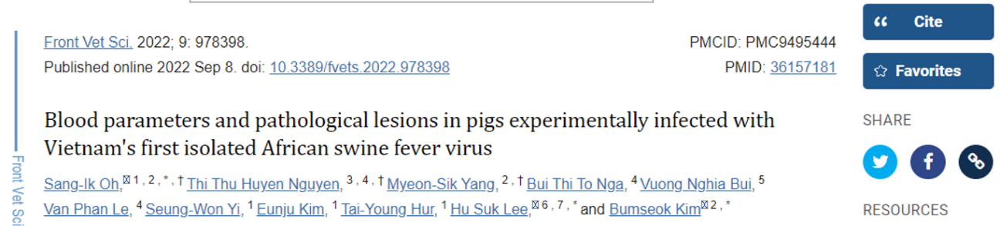 Front Vet Sci. 2022; 9: 978398.
PMCID: PMC9495444
Published online 2022 Sep 8. doi: 10.3389/fvets.2022.978398
PMID: 36157181
Blood parameters and pathological lesions in pigs experimentally infected with
Vietnam's first isolated African swine fever virus
Sang-Ik Oh,✉ 1 , 2 , * , † Thi Thu Huyen Nguyen, 3 , 4 , † Myeon-Sik Yang, 2 , † Bui Thi To Nga, 4 Vuong Nghia Bui, 5
Van Phan Le, 4 Seung-Won Yi, 1 Eunju Kim, 1 Tai-Young Hur, 1 Hu Suk Lee,✉ 6 , 7 , * and Bumseok Kim✉ 2 , *
Front Vet Sci
Cite
Favorites
SHARE
RESOURCES